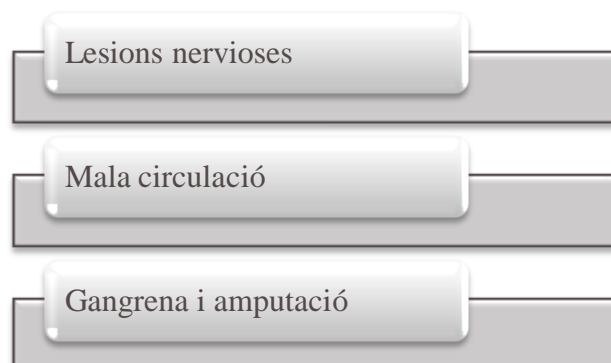 Lesions nervioses
Mala circulació
Gangrena i amputació